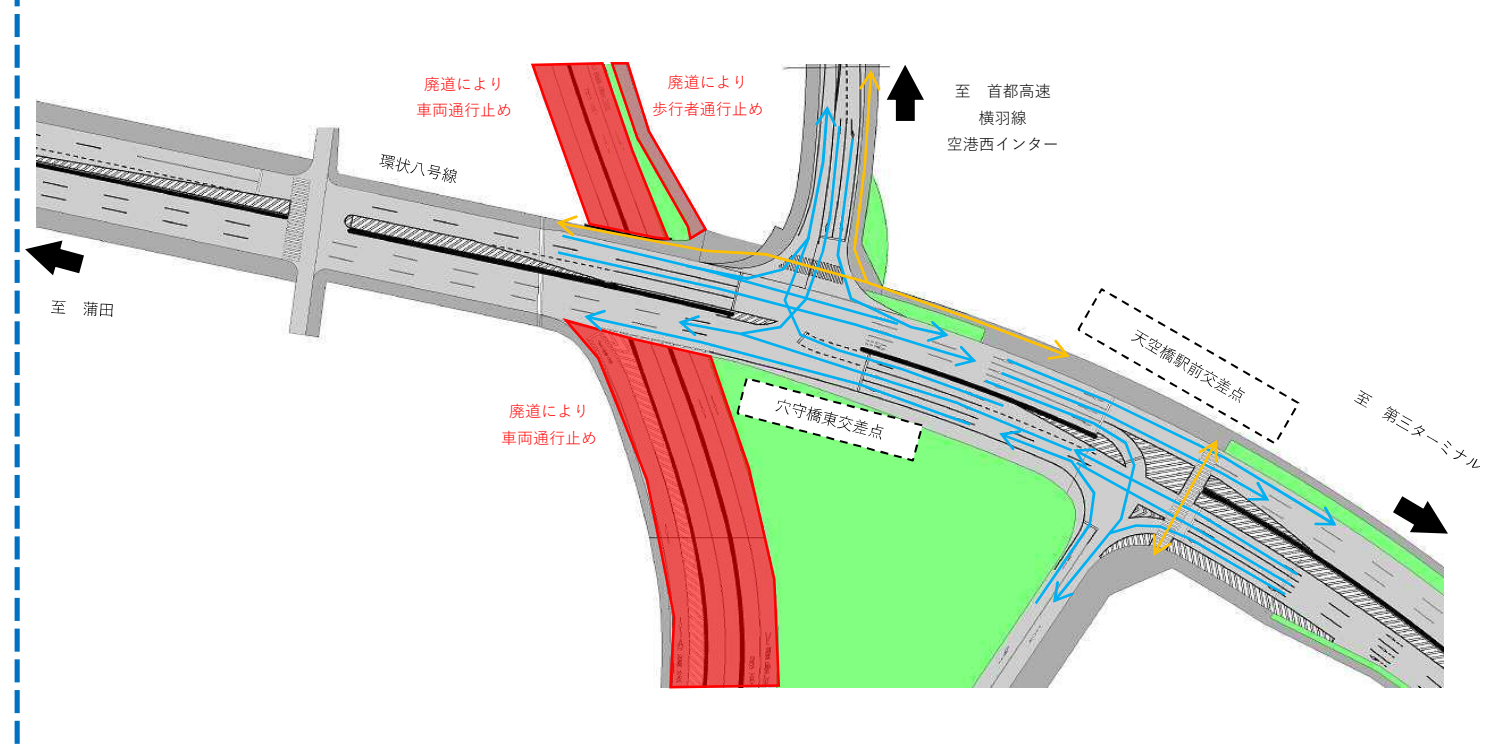 廃道により
車両通行止め
廃道により
歩行者通行止め
至　首都高速
横羽線
空港西インター
環状八号線
至　蒲田
天空橋駅前交差点
至　第三ターミナル
廃道により
車両通行止め
穴守橋東交差点